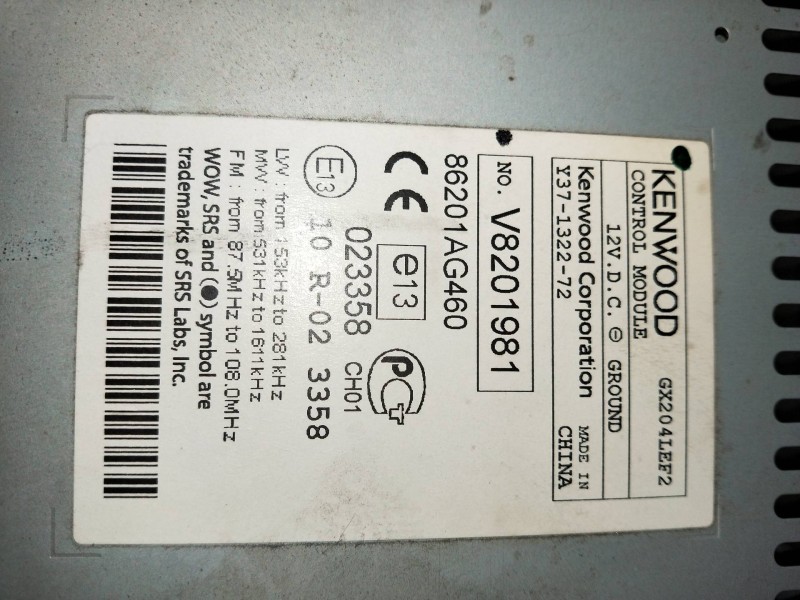 KENWOOD GX204LEF2
CONTROL MODULE
12V.D.C. ⊖ GROUND
Kenwood Corporation MADE IN
Y37-1322-72 CHINA
NO. V8201981
86201AG460
CE e13 PCT
023358 CH01
E13 10 R-02 3358
LW : from 153kHz to 281kHz
MW : from 531kHz to 1611kHz
FM : from 87.5MHz to 108.0MHz
WOW, SRS and (●) symbol are
trademarks of SRS Labs, Inc.